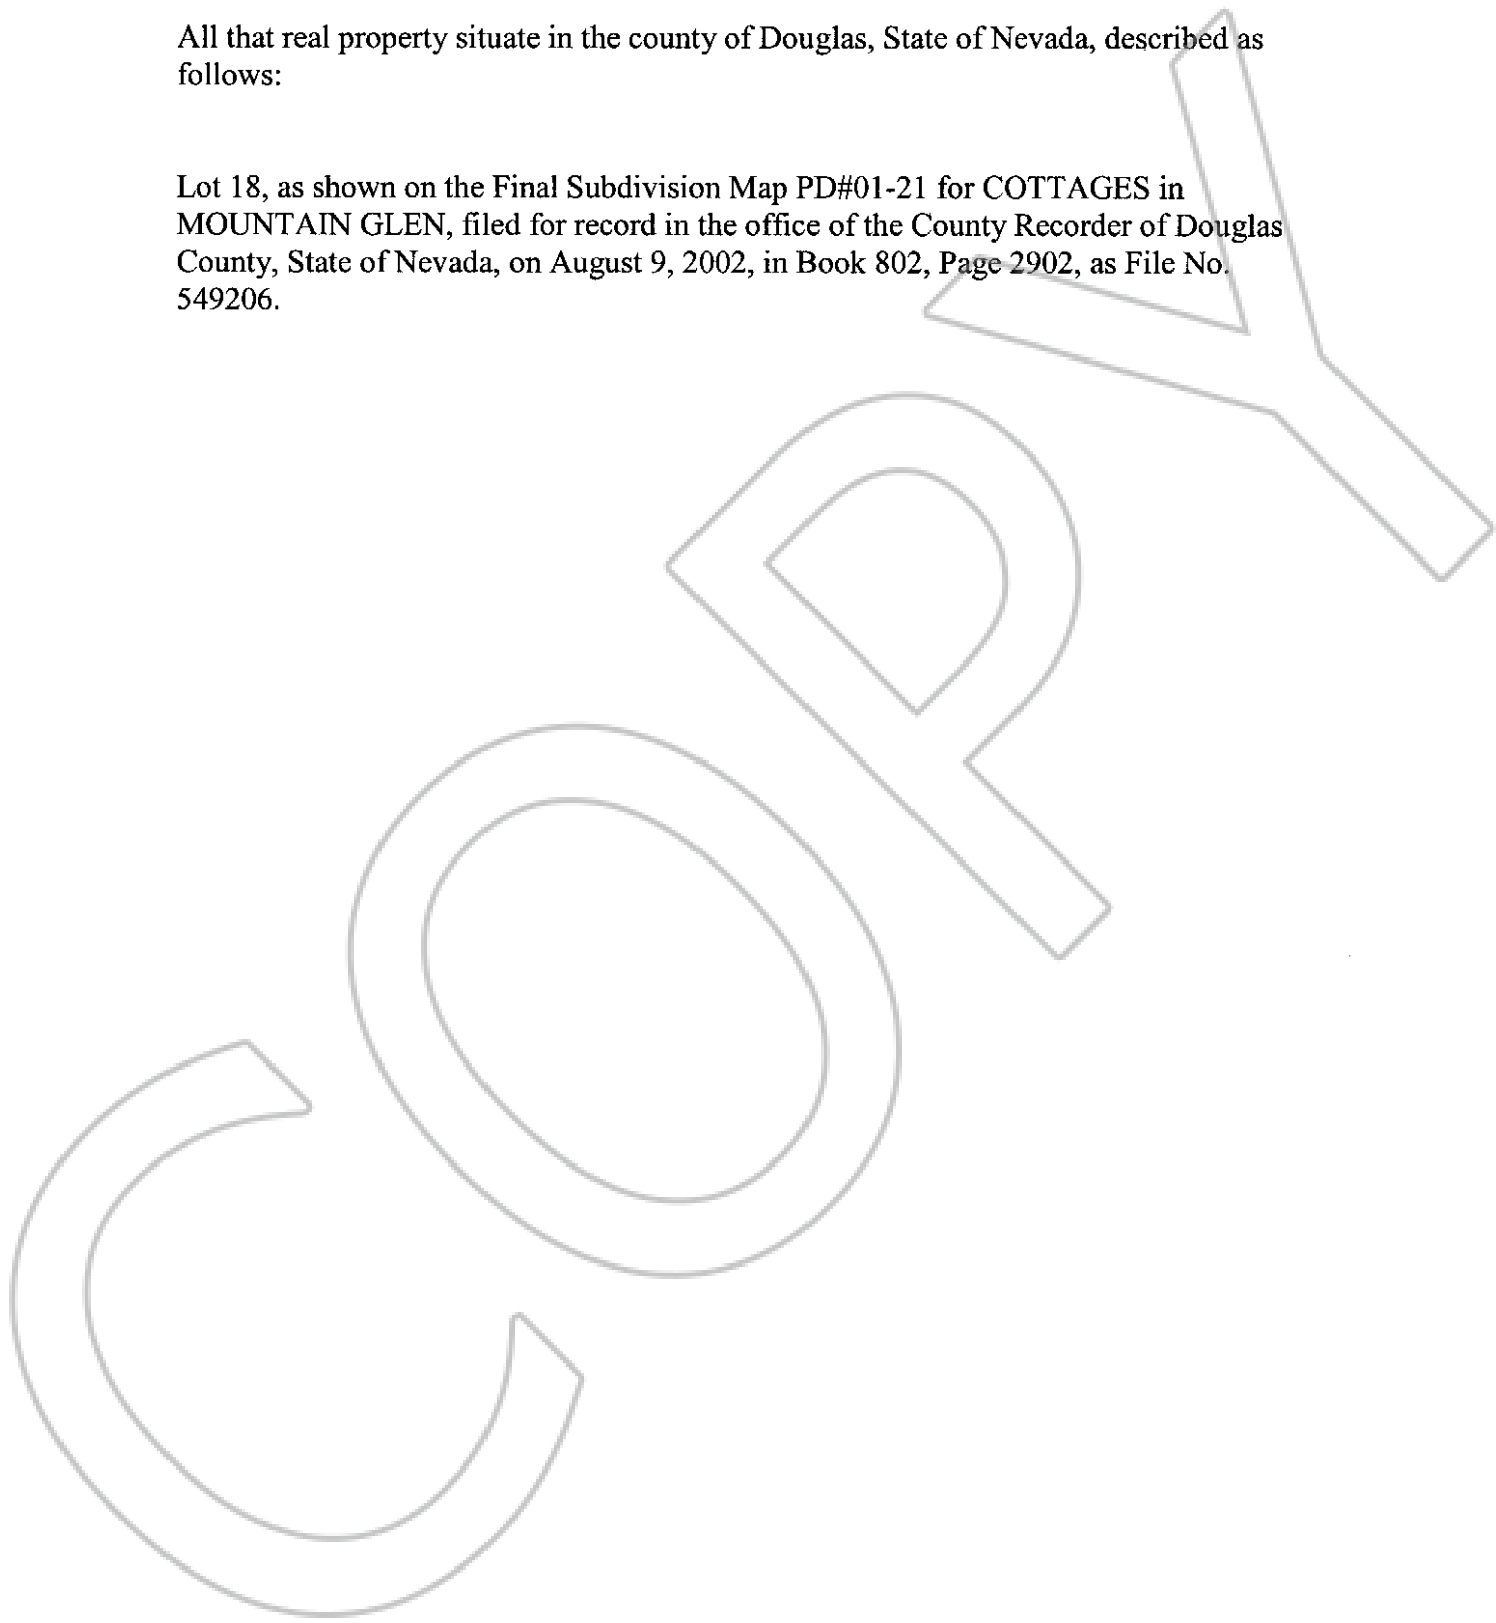 All that real property situate in the county of Douglas, State of Nevada, described as
follows:
Lot 18, as shown on the Final Subdivision Map PD#01-21 for COTTAGES in
MOUNTAIN GLEN, filed for record in the office of the County Recorder of Douglas
County, State of Nevada, on August 9, 2002, in Book 802, Page 2902, as File No.
549206.
COPY